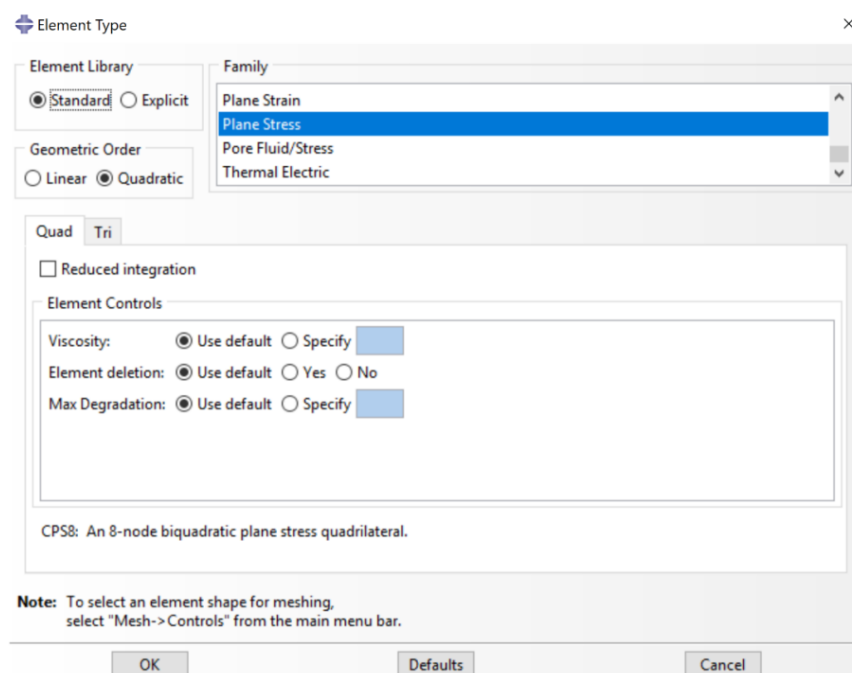 Element Type
Element Library
Standard Explicit
Family
Plane Strain
Plane Stress
Pore Fluid/Stress
Thermal Electric
Geometric Order
Linear Quadratic
Quad Tri
Reduced integration
Element Controls
Viscosity: Use default Specify
Element deletion: Use default Yes No
Max Degradation: Use default Specify
CPS8: An 8-node biquadratic plane stress quadrilateral.
Note: To select an element shape for meshing,
select "Mesh->Controls" from the main menu bar.
OK Defaults Cancel